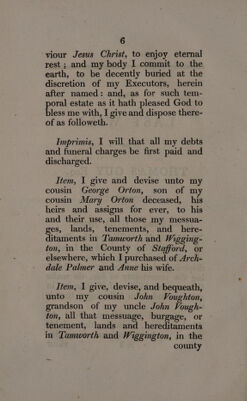 6
viour Jesus Christ, to enjoy eternal
rest ; and my body I commit to the
earth, to be decently buried at the
discretion of my Executors, herein
after named : and, as for such tem-
poral estate as it hath pleased God to
bless me with, I give and dispose there-
of as followeth.
Imprimis, I will that all my debts
and funeral charges be first paid and
discharged.
Item, I give and devise unto my
cousin George Orton, son of my
cousin Mary Orton deceased, his
heirs and assigns for ever, to his
and their use, all those my messua-
ges, lands, tenements, and here-
ditaments in Tamworth and Wigging-
ton, in the County of Stafford, or
elsewhere, which I purchased of Arch-
dale Palmer and Anne his wife.
Item, I give, devise, and bequeath,
unto my cousin John Voughton,
grandson of my uncle John Vough-
ton, all that messuage, burgage, or
tenement, lands and hereditaments
in Tamworth and Wiggington, in the
county